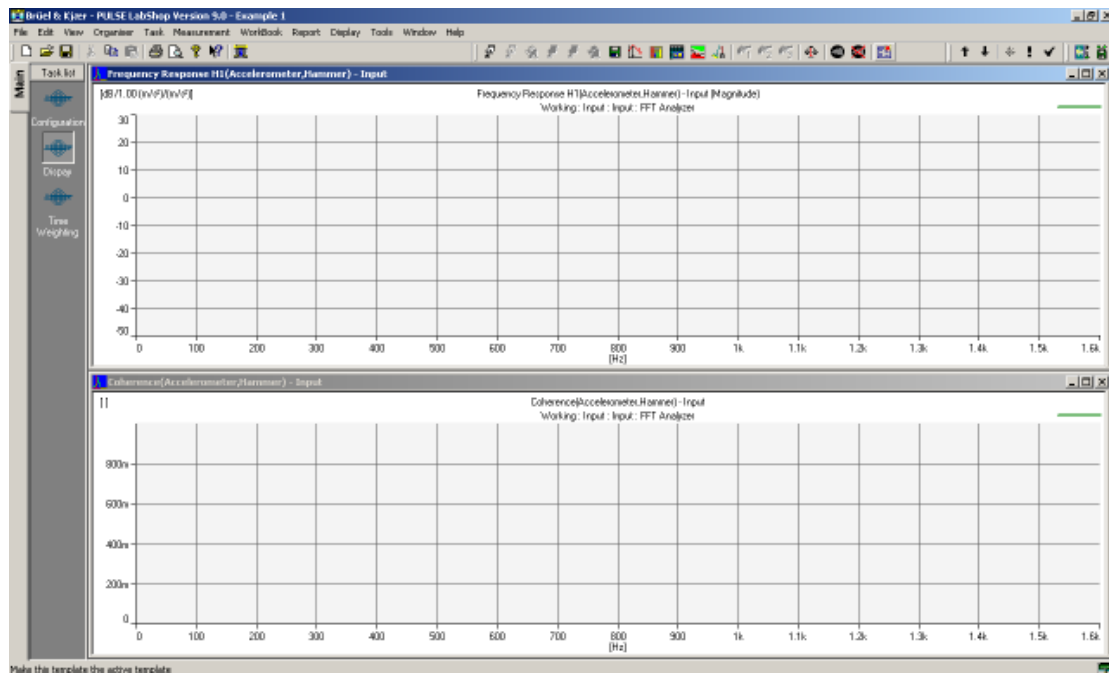 Brüel & Kjær - PULSE LabShop Version 9.0 - Example 1
File Edit View Organiser Task Measurement WorkBook Report Display Tools Window Help
Main
Task list
Configuration
Display
Time
Weighting
Frequency Response H1(Accelerometer,Hammer) - Input
[dB/1.00 (m/s²)/(m/s²)]
Frequency Response H1(Accelerometer,Hammer) - Input (Magnitude)
Working : Input : Input : FFT Analyzer
30
20
10
0
-10
-20
-30
-40
-50
0 100 200 300 400 500 600 700 800 900 1k 1.1k 1.2k 1.3k 1.4k 1.5k 1.6k
[Hz]
Coherence(Accelerometer,Hammer) - Input
[]
Coherence(Accelerometer,Hammer) - Input
Working : Input : Input : FFT Analyzer
800m
600m
400m
200m
0
0 100 200 300 400 500 600 700 800 900 1k 1.1k 1.2k 1.3k 1.4k 1.5k 1.6k
[Hz]
Make this template the active template